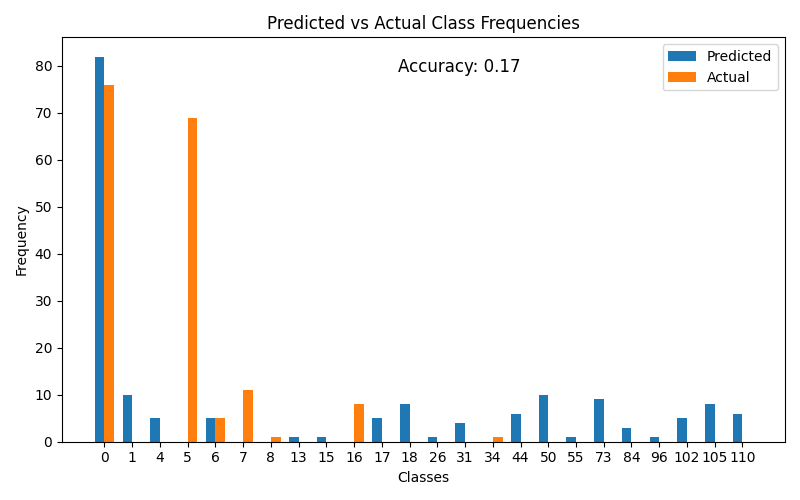 Predicted vs Actual Class Frequencies
Accuracy: 0.17
Predicted
Actual
Frequency
80
70
60
50
40
30
20
10
0
0 1 4 5 6 7 8 13 15 16 17 18 26 31 34 44 50 55 73 84 96 102 105 110
Classes